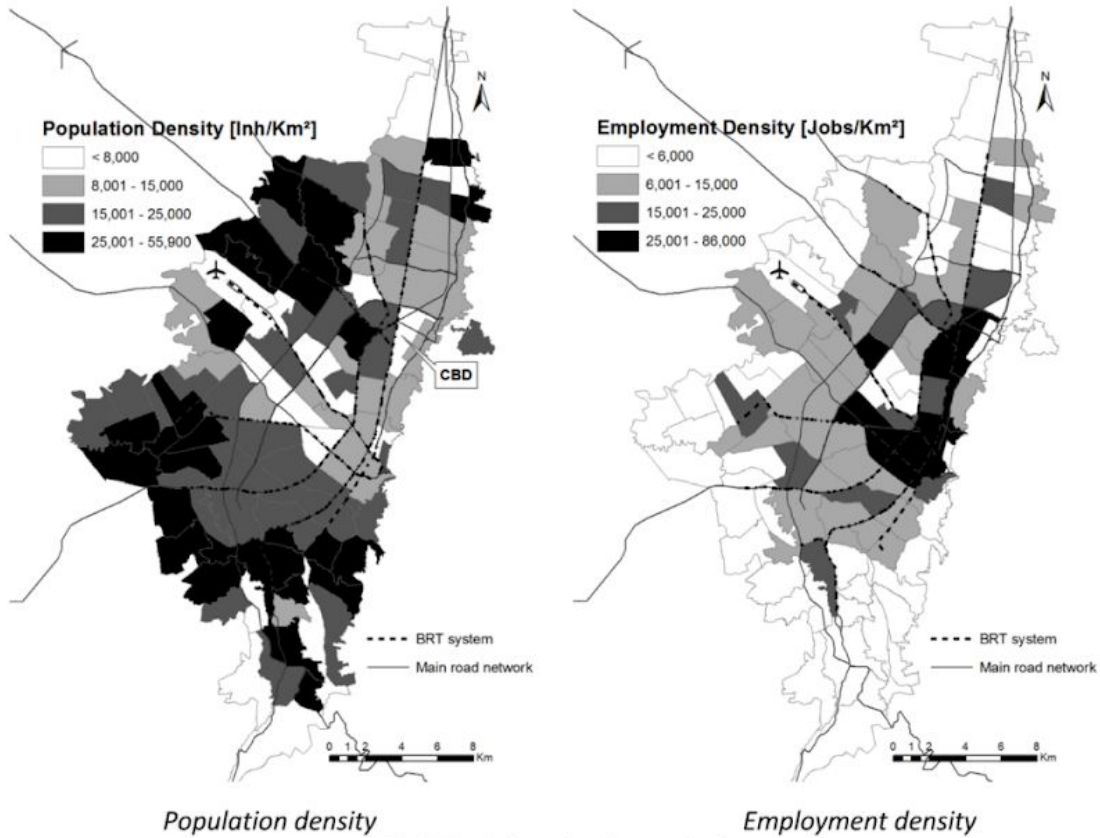 N
Population Density [Inh/Km²]
< 8,000
8,001 - 15,000
15,001 - 25,000
25,001 - 55,900
CBD
BRT system
Main road network
0 1 2 4 6 8
Km
Population density
N
Employment Density [Jobs/Km²]
< 6,000
6,001 - 15,000
15,001 - 25,000
25,001 - 86,000
BRT system
Main road network
0 1 2 4 6 8
Km
Employment density